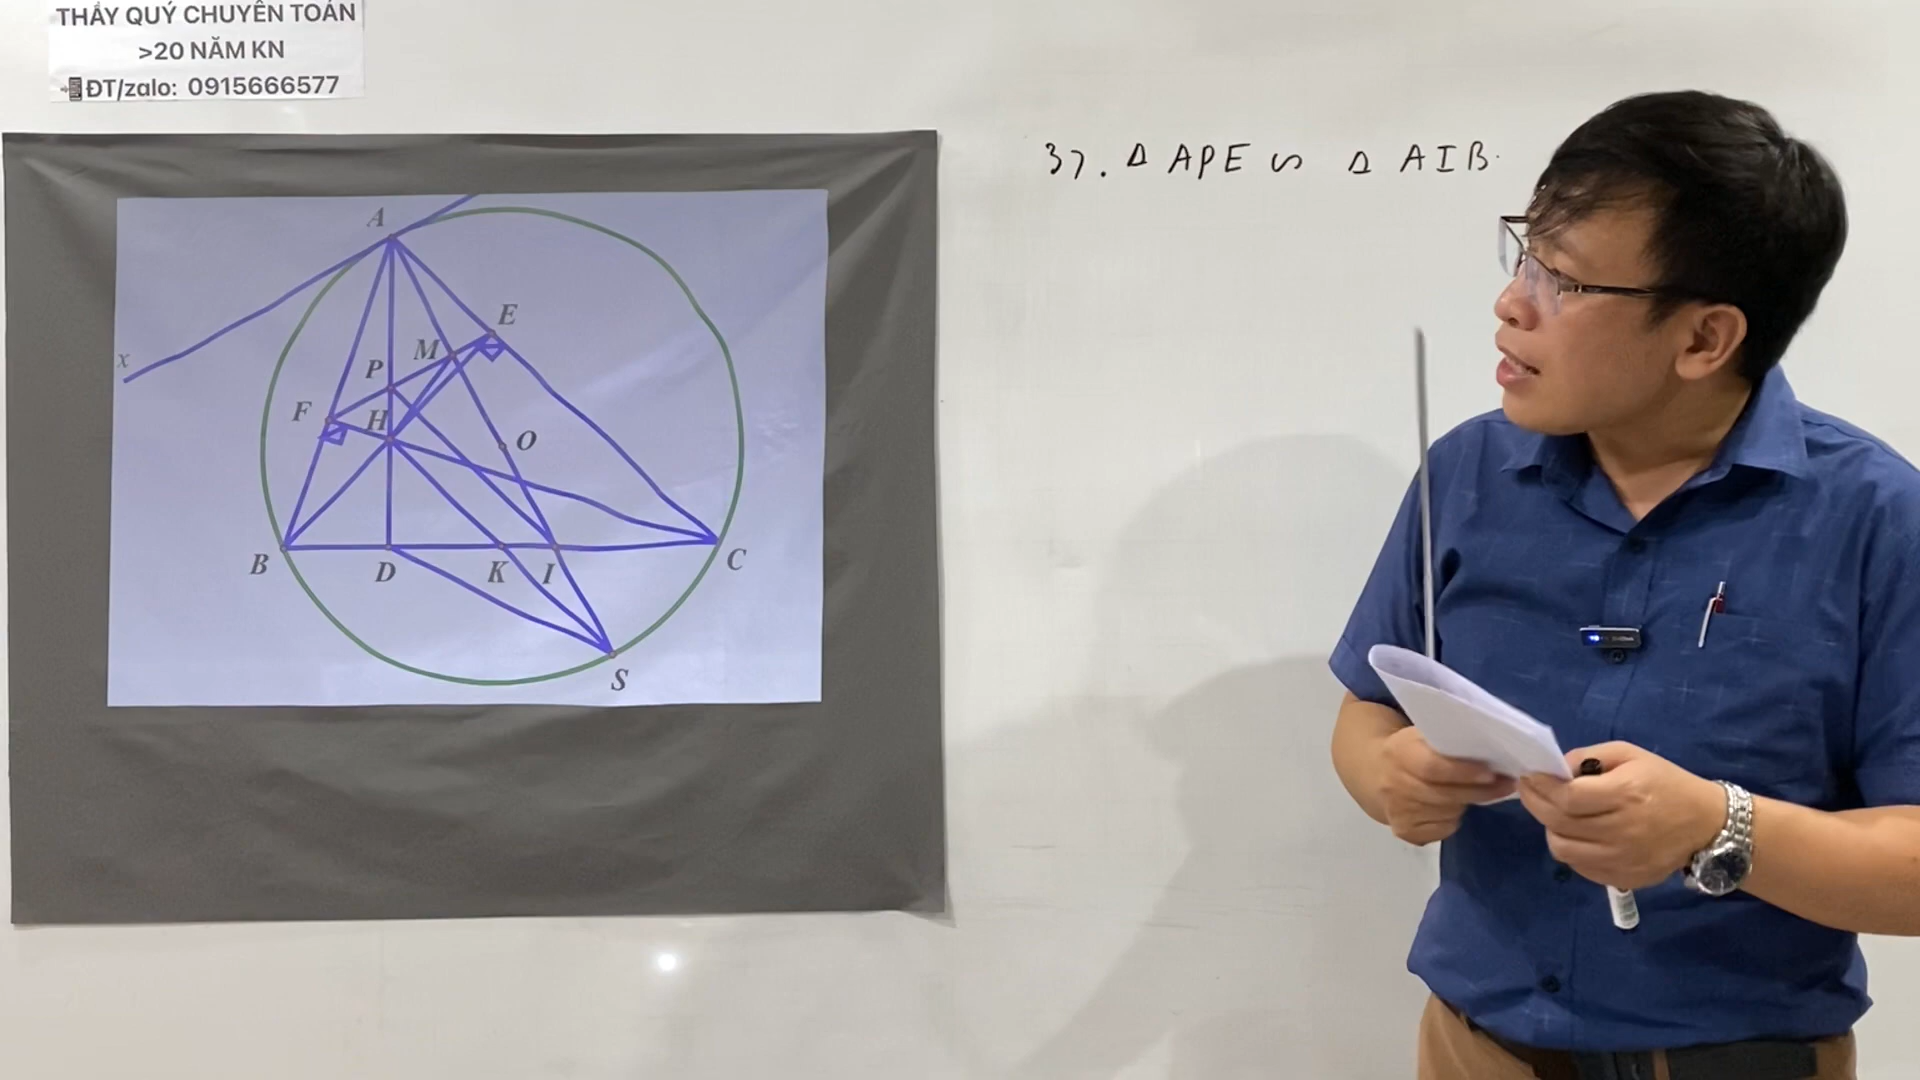 THẦY QUÝ CHUYÊN TOÁN
>20 NĂM KN
ĐT/zalo: 0915666577
37. Δ APE ∽ Δ AIB.
A
E
x
M
P
F
H
O
B
D
K
I
C
S